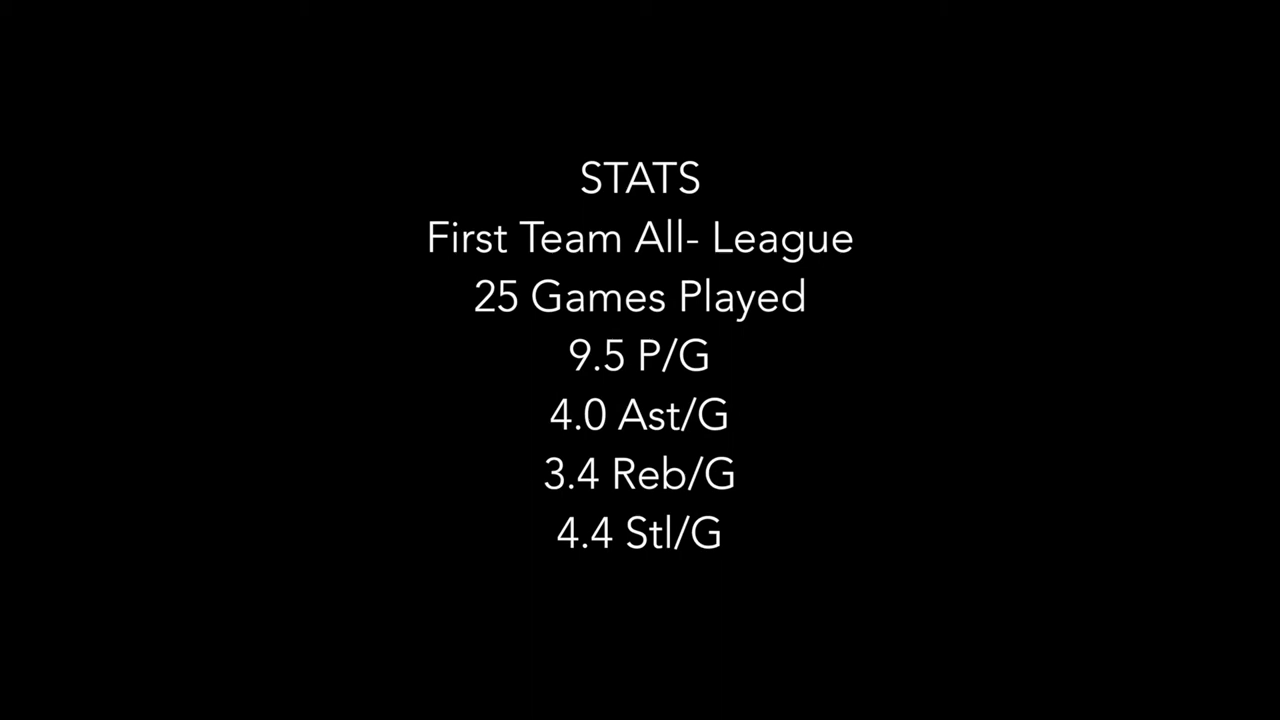 STATS
First Team All- League
25 Games Played
9.5 P/G
4.0 Ast/G
3.4 Reb/G
4.4 Stl/G